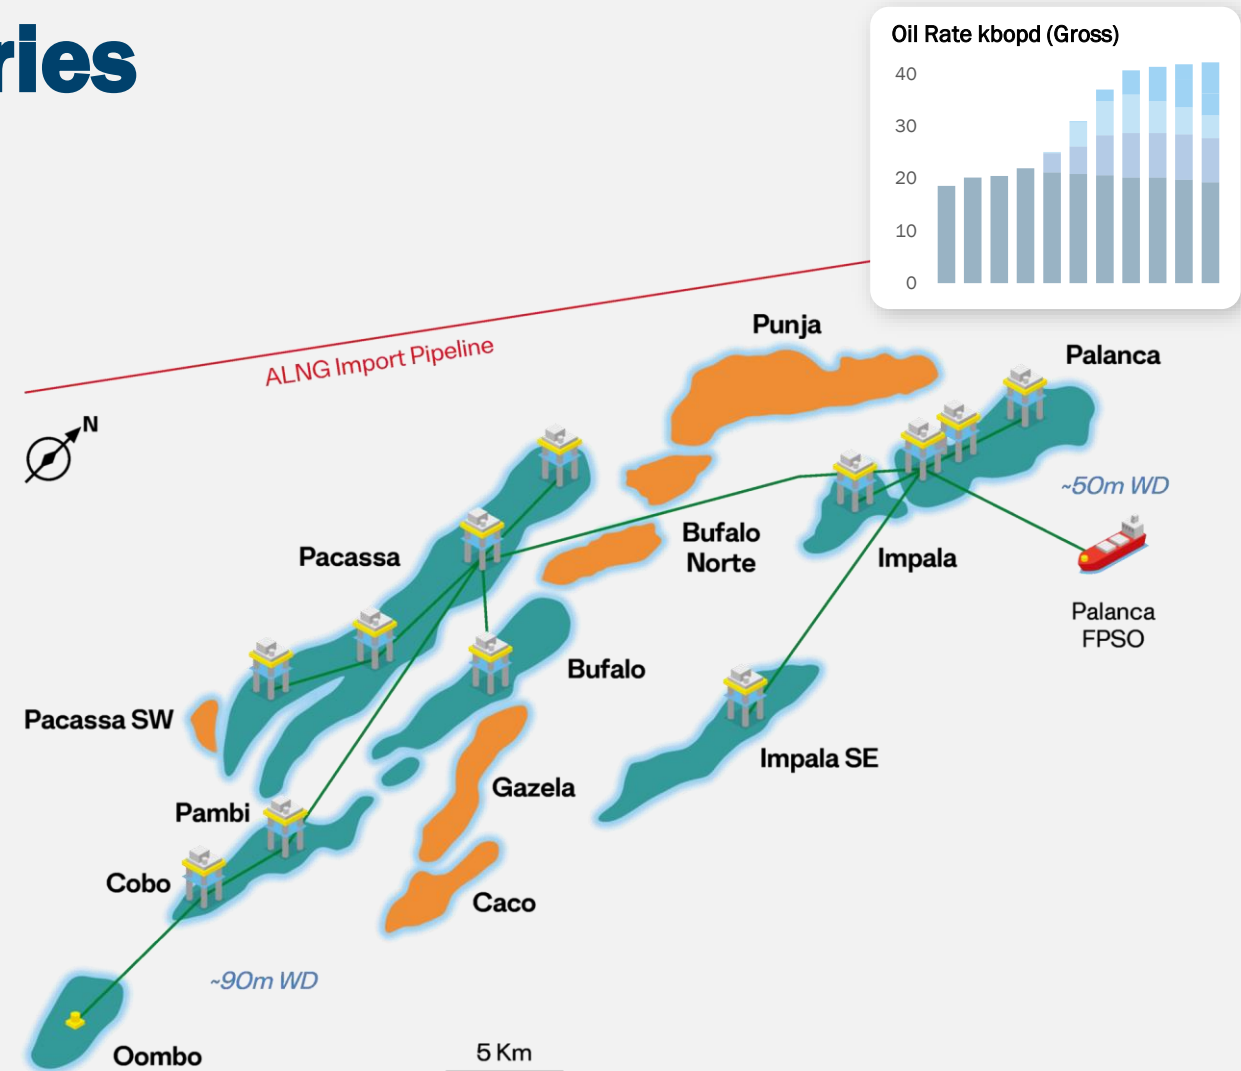 ries
Oil Rate kbopd (Gross)
40
30
20
10
0
ALNG Import Pipeline
N
Punja
Palanca
~50m WD
Pacassa
Bufalo
Norte
Impala
Palanca
FPSO
Bufalo
Pacassa SW
Impala SE
Gazela
Pambi
Cobo
Caco
~90m WD
Oombo
5 Km